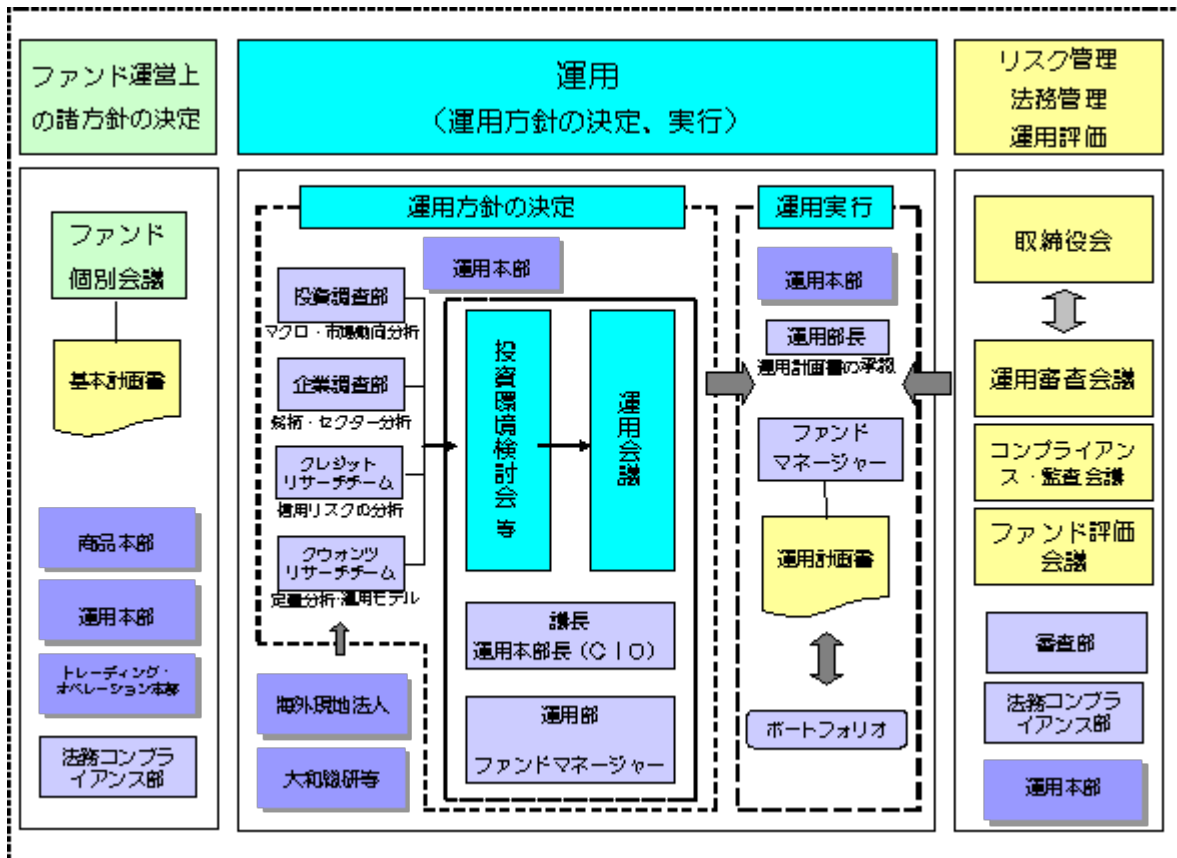 ファンド運営上
の諸方針の決定
運用
（運用方針の決定、実行）
リスク管理
法務管理
運用評価
ファンド
個別会議
基本計画書
商品本部
運用本部
トレーディング・
オペレーション本部
法務コンプラ
イアンス部
運用方針の決定
運用本部
投資調査部
マクロ・市場動向分析
企業調査部
銘柄・セクター分析
クレジット
リサーチチーム
信用リスクの分析
クウォンツ
リサーチチーム
定量分析・運用モデル
海外現地法人
大和総研等
投資環境検討会 等
運用会議
議長
運用本部長（ＣＩＯ）
運用部
ファンドマネージャー
運用実行
運用本部
運用部長
運用計画書の承認
ファンド
マネージャー
運用計画書
ポートフォリオ
取締役会
運用審査会議
コンプライアン
ス・監査会議
ファンド評価
会議
審査部
法務コンプラ
イアンス部
運用本部